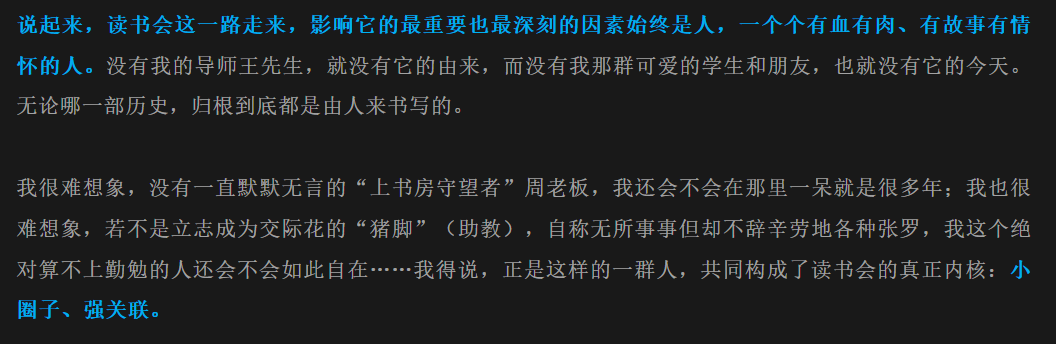 说起来，读书会这一路走来，影响它的最重要也最深刻的因素始终是人，一个个有血有肉、有故事有情
怀的人。没有我的导师王先生，就没有它的由来，而没有我那群可爱的学生和朋友，也就没有它的今天。
无论哪一部历史，归根到底都是由人来书写的。
我很难想象，没有一直默默无言的“上书房守望者”周老板，我还会不会在那里一呆就是很多年；我也很
难想象，若不是立志成为交际花的“猪脚”（助教），自称无所事事但却不辞辛劳地各种张罗，我这个绝
对算不上勤勉的人还会不会如此自在……我得说，正是这样的一群人，共同构成了读书会的真正内核：小
圈子、强关联。